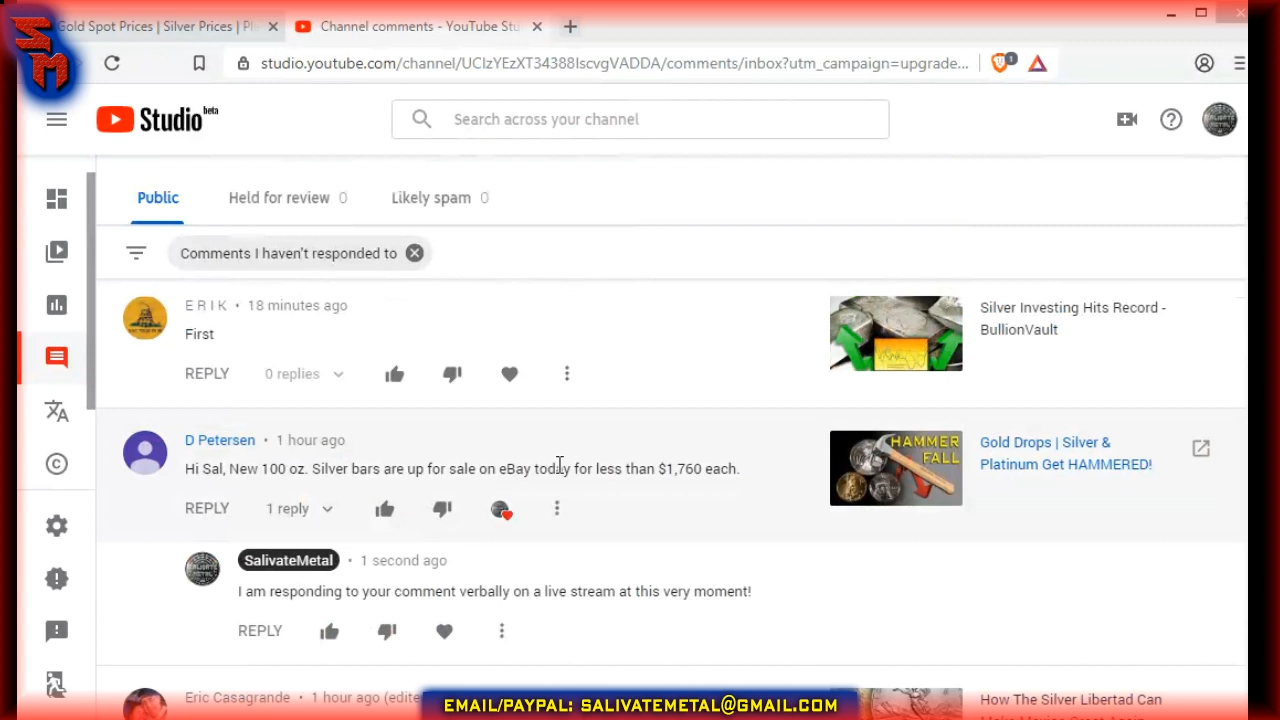 SM
Gold Spot Prices | Silver Prices | Pl
Channel comments - YouTube Stu
studio.youtube.com/channel/UCIzYEzXT34388IscvgVADDA/comments/inbox?utm_campaign=upgrade...
1
Studio beta
Search across your channel
SALIVATE METAL
Public
Held for review 0
Likely spam 0
Comments I haven't responded to
E R I K • 18 minutes ago
First
REPLY 0 replies
Silver Investing Hits Record -
BullionVault
D Petersen • 1 hour ago
Hi Sal, New 100 oz. Silver bars are up for sale on eBay today for less than $1,760 each.
REPLY 1 reply
HAMMER
FALL
Gold Drops | Silver &
Platinum Get HAMMERED!
SalivateMetal • 1 second ago
I am responding to your comment verbally on a live stream at this very moment!
REPLY
Eric Casagrande • 1 hour ago (edite
How The Silver Libertad Can
EMAIL/PAYPAL: SALIVATEMETAL@GMAIL.COM